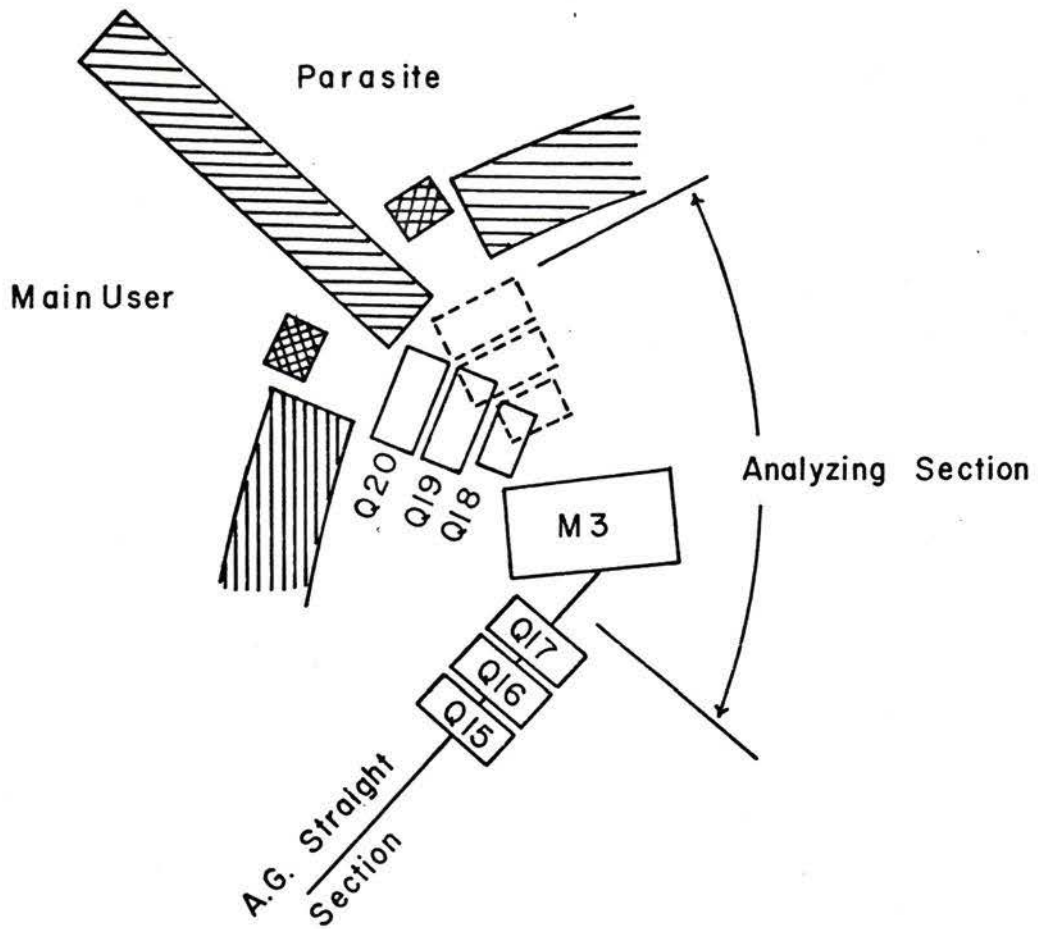 Parasite
Main User
Q20
Q19
Q18
M3
Analyzing Section
Q17
Q16
Q15
A.G. Straight
Section